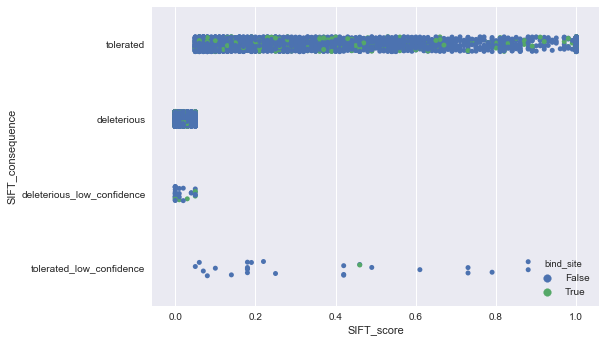 SIFT_consequence
tolerated
deleterious
deleterious_low_confidence
tolerated_low_confidence
0.0 0.2 0.4 0.6 0.8 1.0
SIFT_score
bind_site
False
True